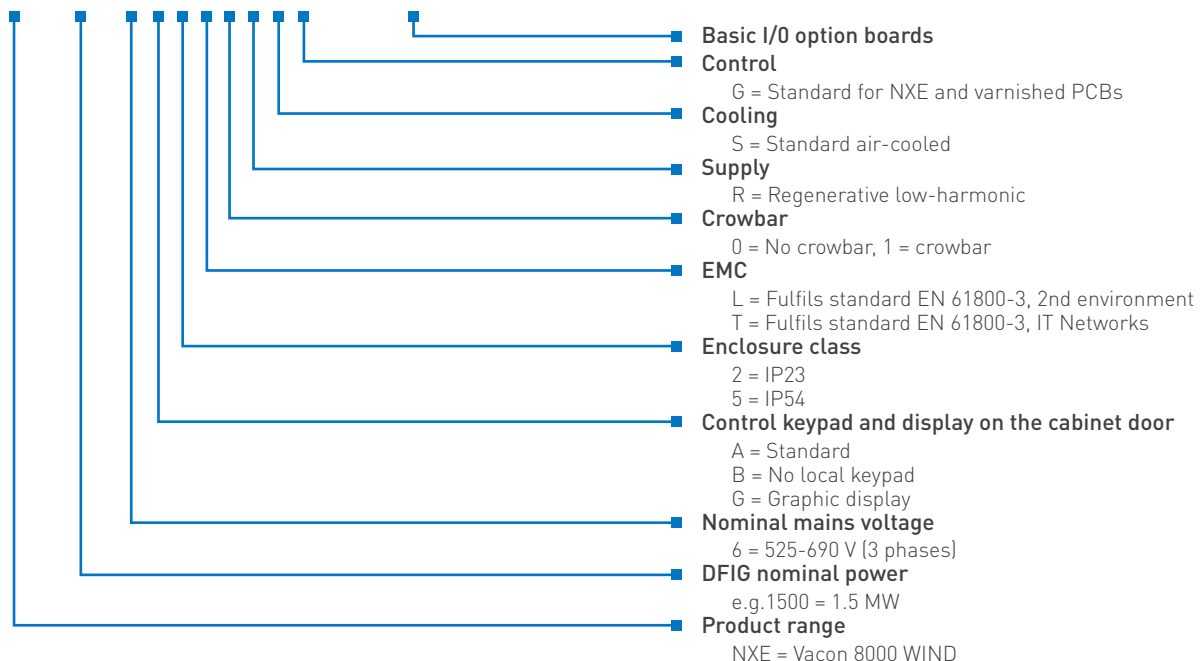 Basic I/0 option boards
Control
G = Standard for NXE and varnished PCBs
Cooling
S = Standard air-cooled
Supply
R = Regenerative low-harmonic
Crowbar
0 = No crowbar, 1 = crowbar
EMC
L = Fulfils standard EN 61800-3, 2nd environment
T = Fulfils standard EN 61800-3, IT Networks
Enclosure class
2 = IP23
5 = IP54
Control keypad and display on the cabinet door
A = Standard
B = No local keypad
G = Graphic display
Nominal mains voltage
6 = 525-690 V (3 phases)
DFIG nominal power
e.g.1500 = 1.5 MW
Product range
NXE = Vacon 8000 WIND